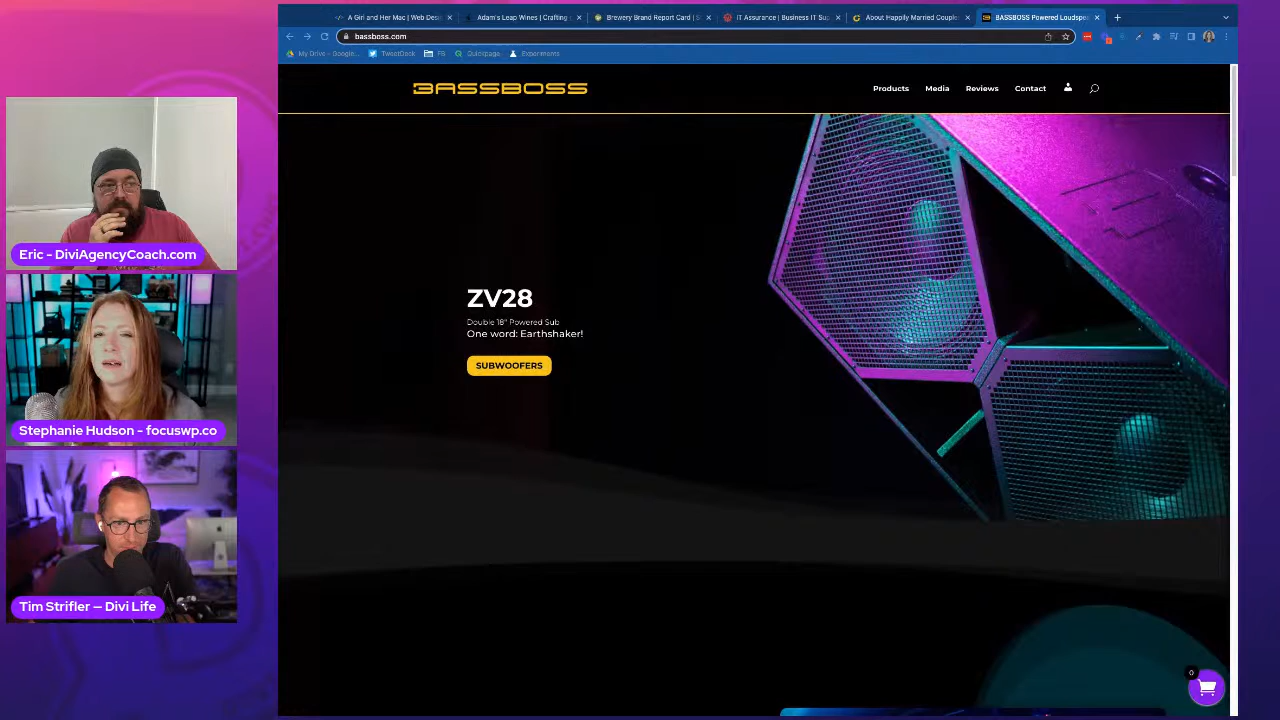 A Girl and Her Mac | Web Desi
Adam's Leap Wines | Crafting
Brewery Brand Report Card | S
IT Assurance | Business IT Sup
About Happily Married Couple
BASSBOSS Powered Loudspea
bassboss.com
My Drive – Google...
TweetDeck
FB
Quickpage
Experiments
BASSBOSS
Products
Media
Reviews
Contact
ZV28
Double 18" Powered Sub
One word: Earthshaker!
SUBWOOFERS
0
Eric - DiviAgencyCoach.com
Stephanie Hudson - focuswp.co
Tim Strifler — Divi Life